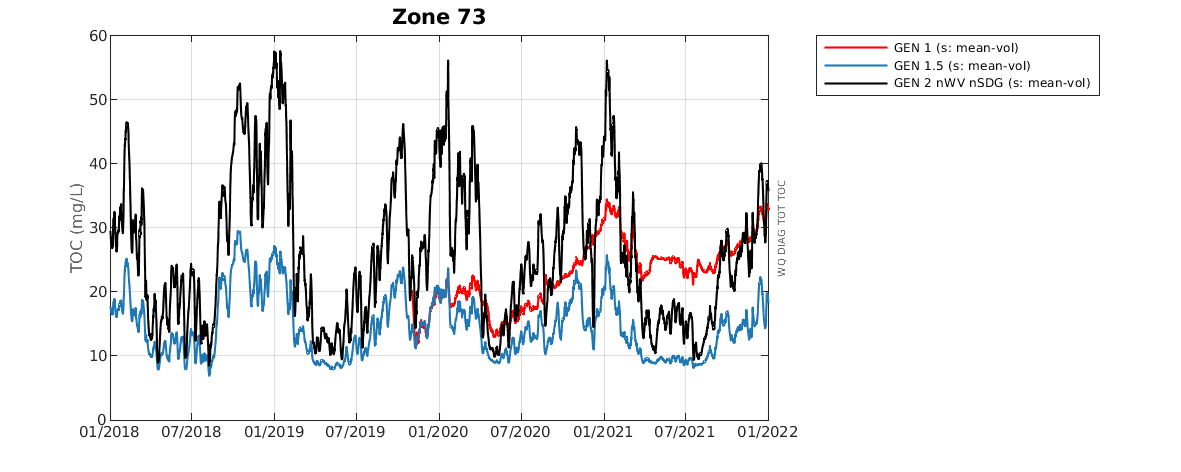 Zone 73
GEN 1 (s: mean-vol)
GEN 1.5 (s: mean-vol)
GEN 2 nWV nSDG (s: mean-vol)
TOC (mg/L)
60
50
40
30
20
10
0
01/2018 07/2018 01/2019 07/2019 01/2020 07/2020 01/2021 07/2021 01/2022
WQ DIAG TOT TOC